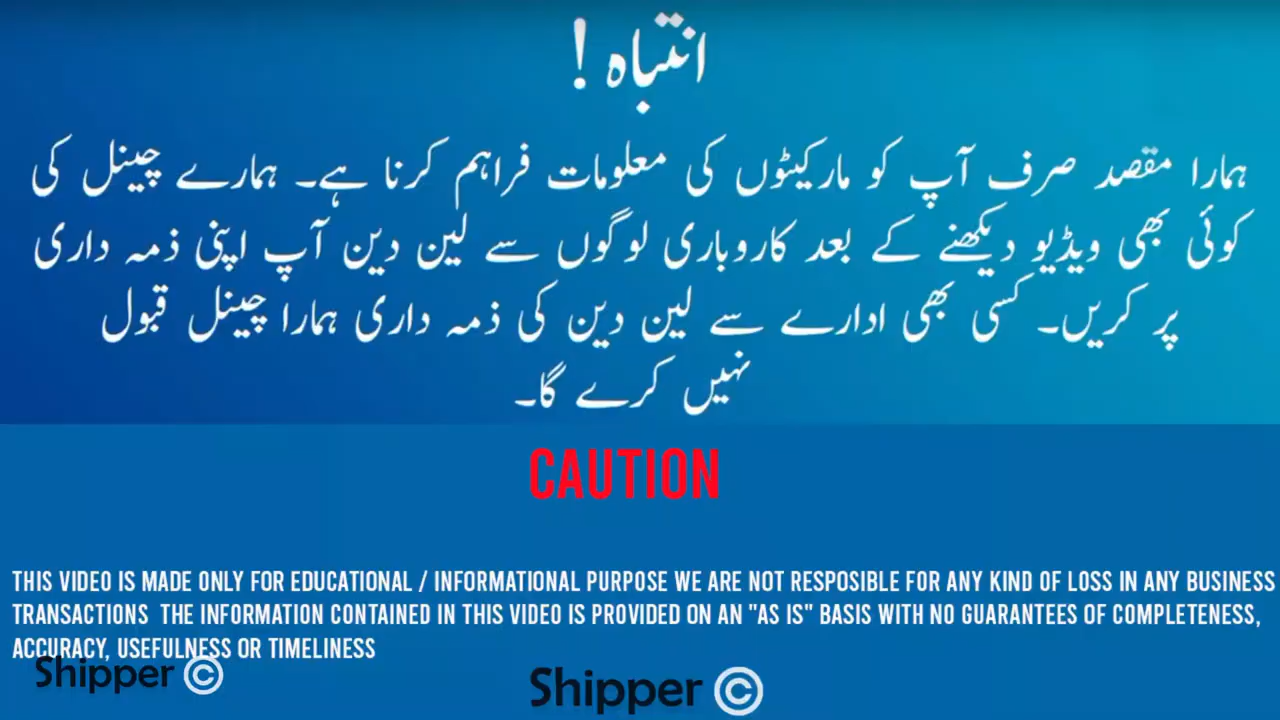 انتباہ !
ہمارا مقصد صرف آپ کو مارکیٹوں کی معلومات فراہم کرنا ہے۔ ہمارے چینل کی
کوئی بھی ویڈیو دیکھنے کے بعد کاروباری لوگوں سے لین دین آپ اپنی ذمہ داری
پر کریں۔ کسی بھی ادارے سے لین دین کی ذمہ داری ہمارا چینل قبول
نہیں کرے گا۔
CAUTION
THIS VIDEO IS MADE ONLY FOR EDUCATIONAL / INFORMATIONAL PURPOSE WE ARE NOT RESPOSIBLE FOR ANY KIND OF LOSS IN ANY BUSINESS
TRANSACTIONS THE INFORMATION CONTAINED IN THIS VIDEO IS PROVIDED ON AN "AS IS" BASIS WITH NO GUARANTEES OF COMPLETENESS,
ACCURACY, USEFULNESS OR TIMELINESS
Shipper ©
Shipper ©